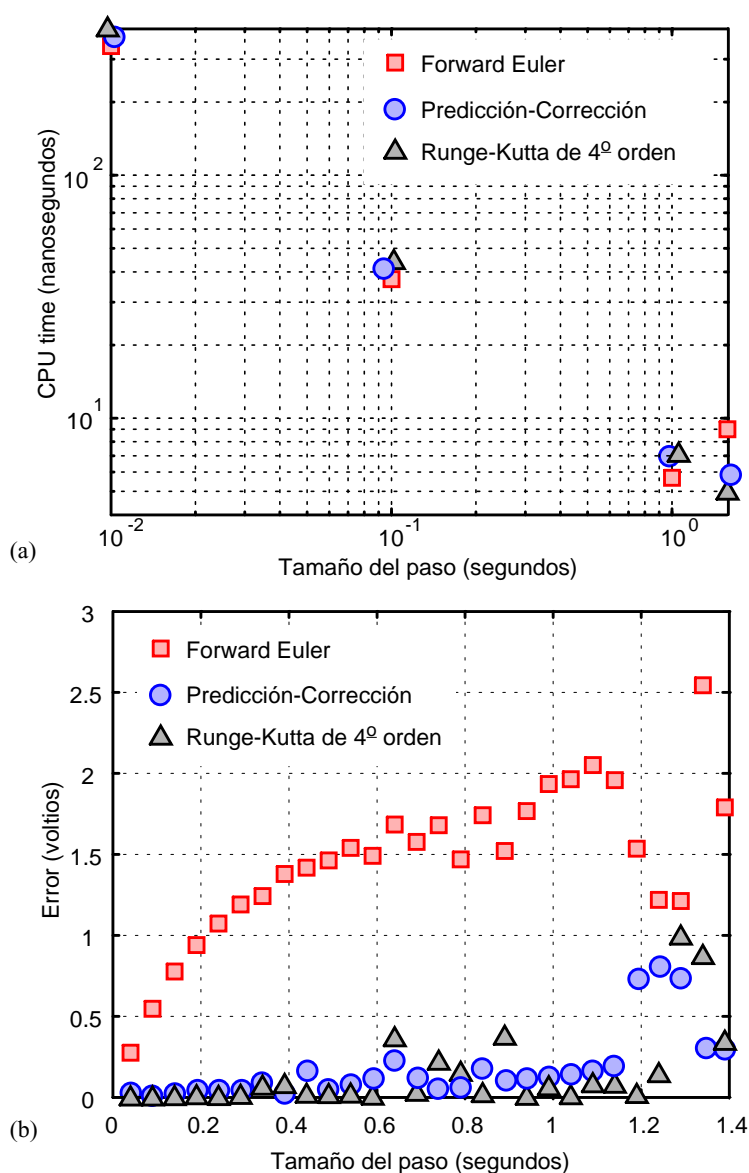 Forward Euler
Predicción-Corrección
Runge-Kutta de 4º orden
CPU time (nanosegundos)
10^2
10^1
10^-2
10^-1
10^0
Tamaño del paso (segundos)
(a)
Forward Euler
Predicción-Corrección
Runge-Kutta de 4º orden
Error (voltios)
3
2.5
2
1.5
1
0.5
0
0 0.2 0.4 0.6 0.8 1 1.2 1.4
Tamaño del paso (segundos)
(b)